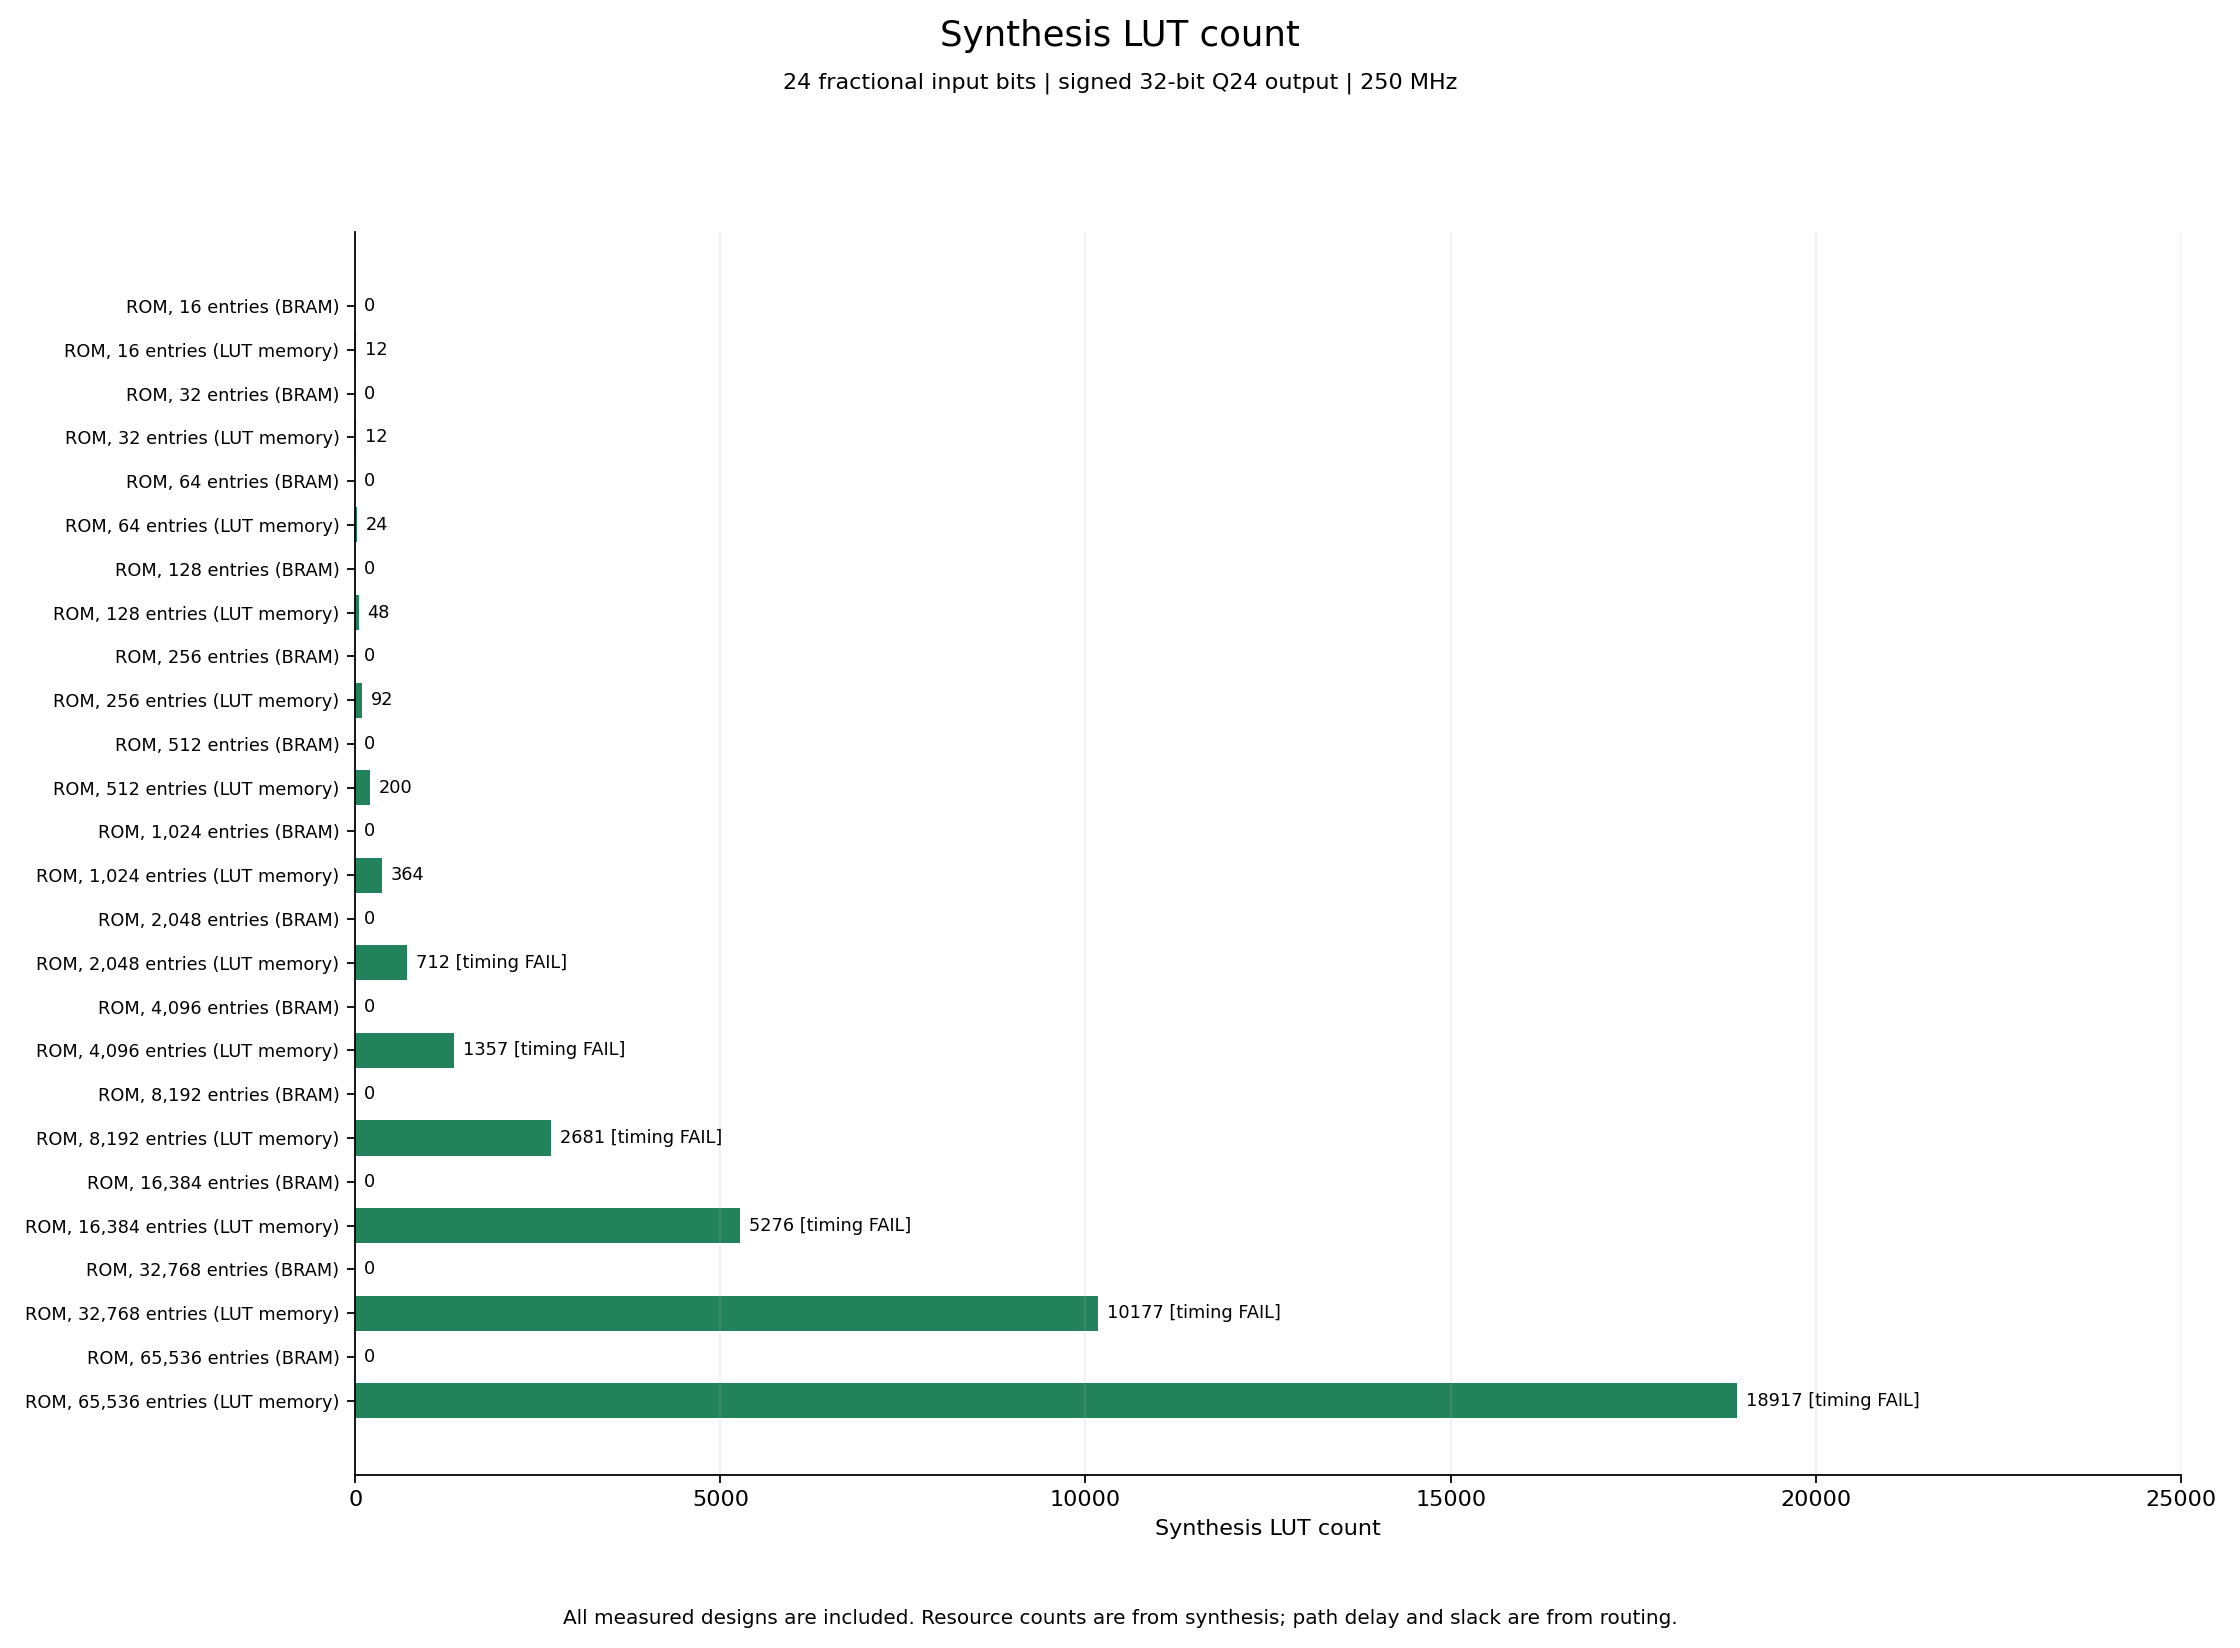 Synthesis LUT count
24 fractional input bits | signed 32-bit Q24 output | 250 MHz
ROM, 16 entries (BRAM) 0
ROM, 16 entries (LUT memory) 12
ROM, 32 entries (BRAM) 0
ROM, 32 entries (LUT memory) 12
ROM, 64 entries (BRAM) 0
ROM, 64 entries (LUT memory) 24
ROM, 128 entries (BRAM) 0
ROM, 128 entries (LUT memory) 48
ROM, 256 entries (BRAM) 0
ROM, 256 entries (LUT memory) 92
ROM, 512 entries (BRAM) 0
ROM, 512 entries (LUT memory) 200
ROM, 1,024 entries (BRAM) 0
ROM, 1,024 entries (LUT memory) 364
ROM, 2,048 entries (BRAM) 0
ROM, 2,048 entries (LUT memory) 712 [timing FAIL]
ROM, 4,096 entries (BRAM) 0
ROM, 4,096 entries (LUT memory) 1357 [timing FAIL]
ROM, 8,192 entries (BRAM) 0
ROM, 8,192 entries (LUT memory) 2681 [timing FAIL]
ROM, 16,384 entries (BRAM) 0
ROM, 16,384 entries (LUT memory) 5276 [timing FAIL]
ROM, 32,768 entries (BRAM) 0
ROM, 32,768 entries (LUT memory) 10177 [timing FAIL]
ROM, 65,536 entries (BRAM) 0
ROM, 65,536 entries (LUT memory) 18917 [timing FAIL]
0 5000 10000 15000 20000 25000
Synthesis LUT count
All measured designs are included. Resource counts are from synthesis; path delay and slack are from routing.